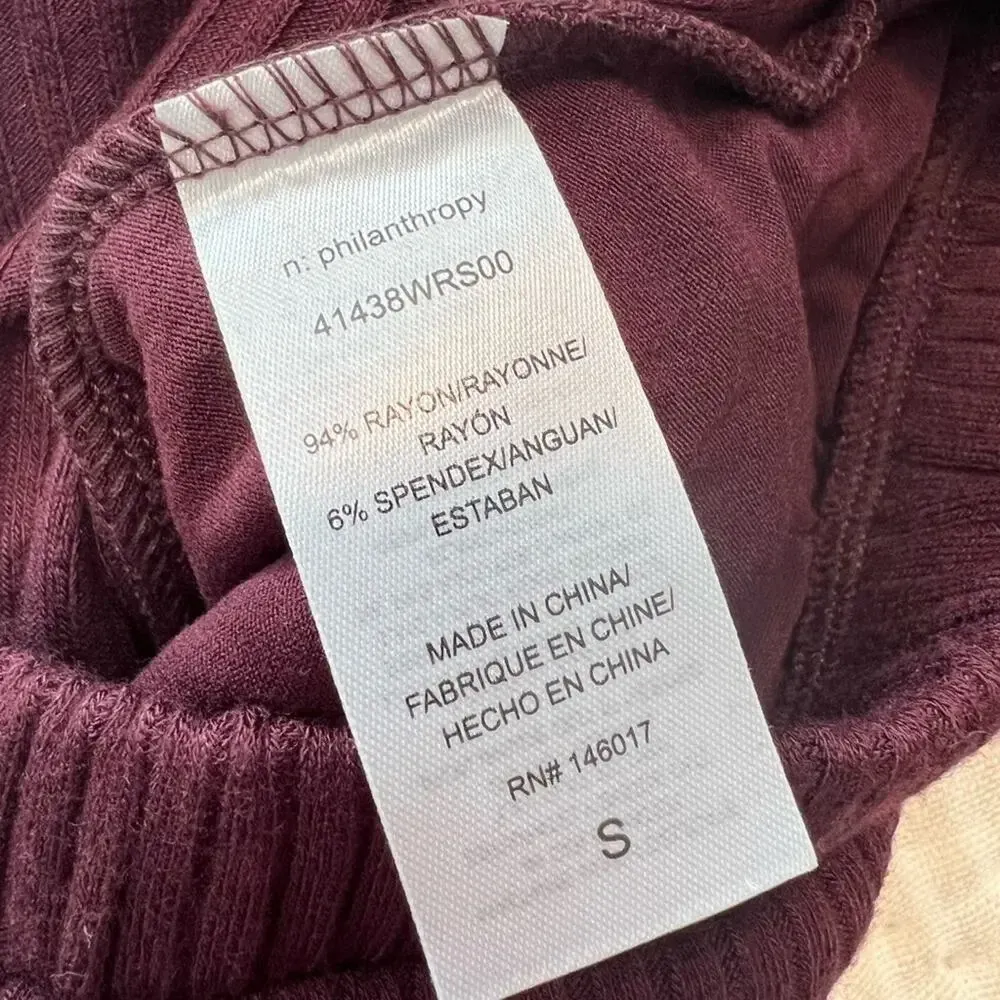 n: philanthropy
41438WRS00
94% RAYON/RAYONNE/
RAYÓN
6% SPENDEX/ANGUAN/
ESTABAN
MADE IN CHINA/
FABRIQUE EN CHINE/
HECHO EN CHINA
RN# 146017
S